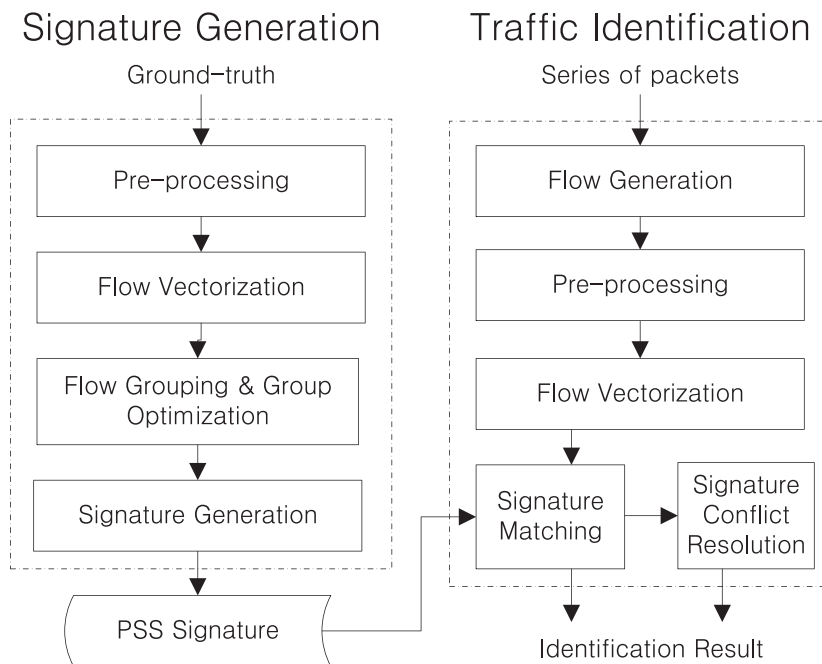 Signature Generation
Ground-truth
Pre-processing
Flow Vectorization
Flow Grouping & Group
Optimization
Signature Generation
PSS Signature
Traffic Identification
Series of packets
Flow Generation
Pre-processing
Flow Vectorization
Signature
Matching
Signature
Conflict
Resolution
Identification Result